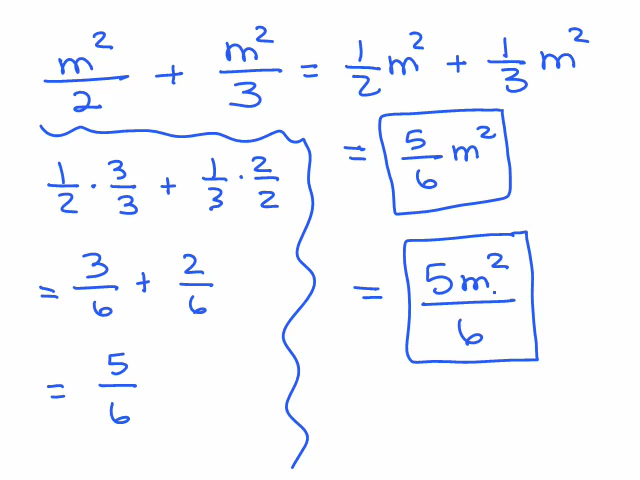 m²/2 + m²/3 = 1/2 m² + 1/3 m²
= 5/6 m²
= 5m²/6
1/2 · 3/3 + 1/3 · 2/2
= 3/6 + 2/6
= 5/6